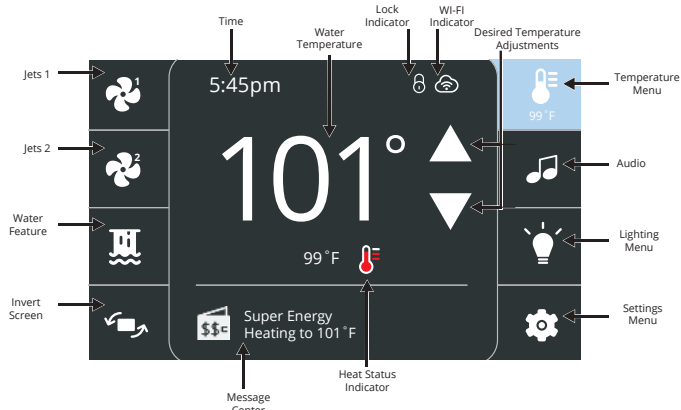 Time
Water
Temperature
Lock
Indicator
WI-FI
Indicator
Desired Temperature
Adjustments
Jets 1
1
5:45pm
99˚F
Temperature
Menu
Jets 2
2
101°
Audio
Water
Feature
99˚F
Lighting
Menu
Invert
Screen
$$
Super Energy
Heating to 101˚F
Settings
Menu
Heat Status
Indicator
Message
Center